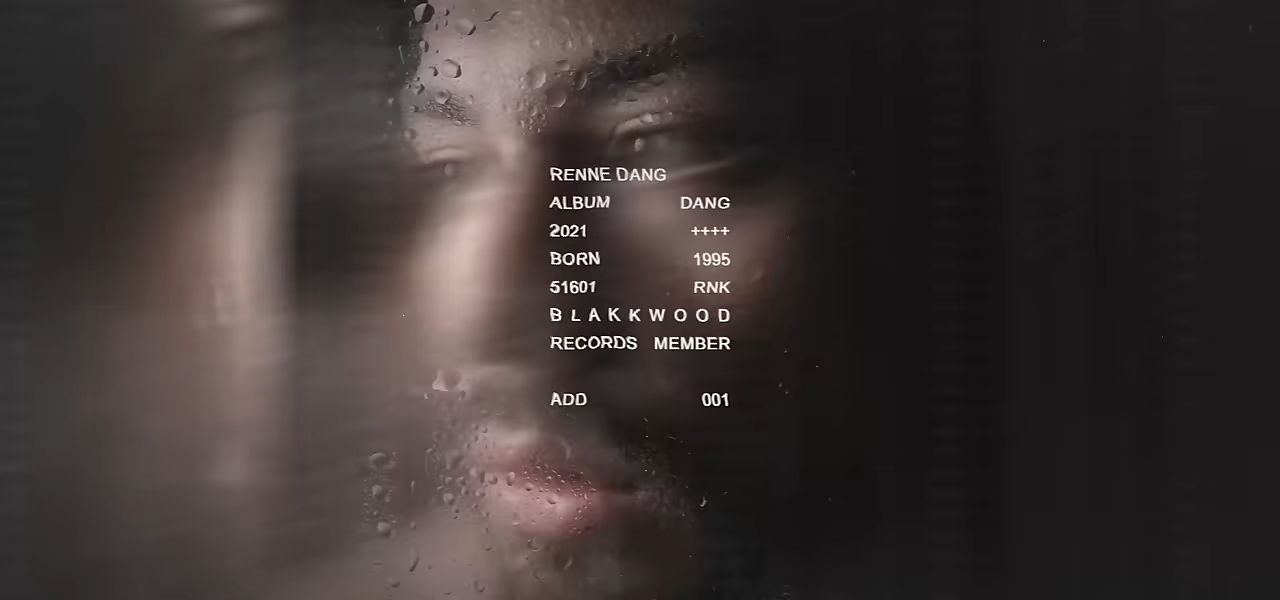 RENNE DANG
ALBUM DANG
2021 ++++
BORN 1995
51601 RNK
B L A K K W O O D
RECORDS MEMBER
ADD 001